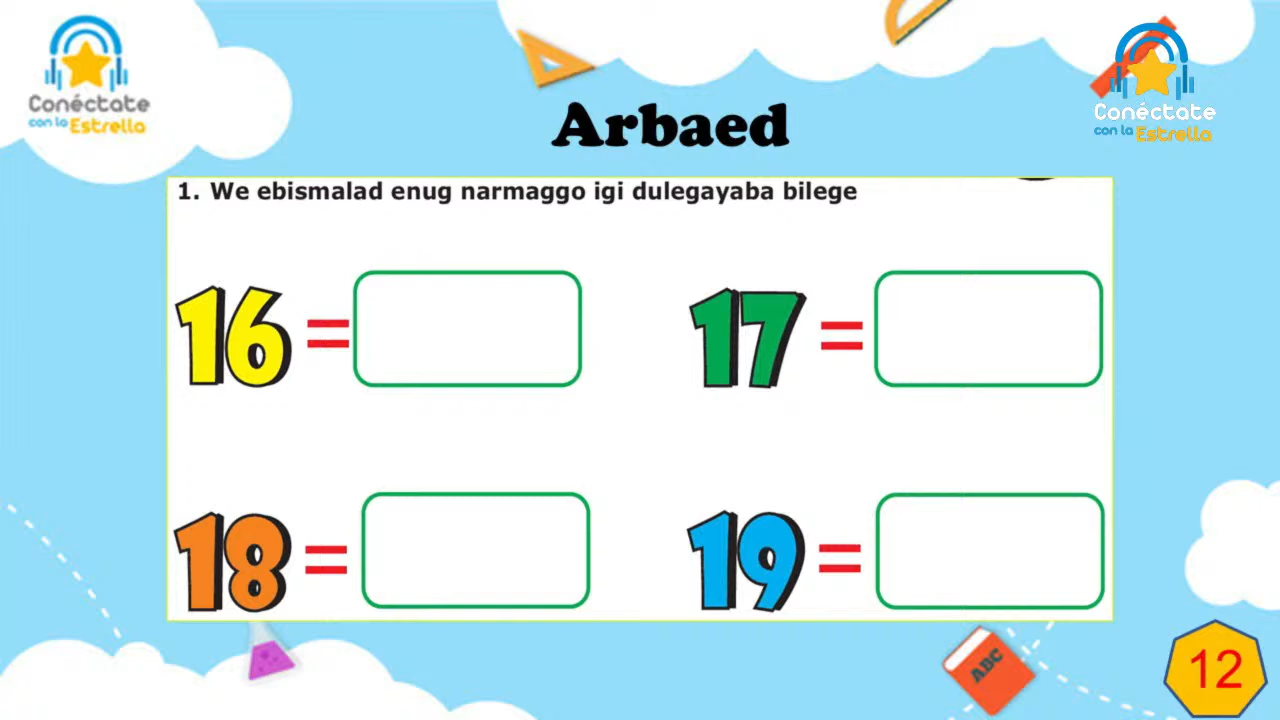 Conéctate
con la Estrella
Conéctate
con la Estrella
Arbaed
1. We ebismalad enug narmaggo igi dulegayaba bilege
16 =
17 =
18 =
19 =
ABC
12